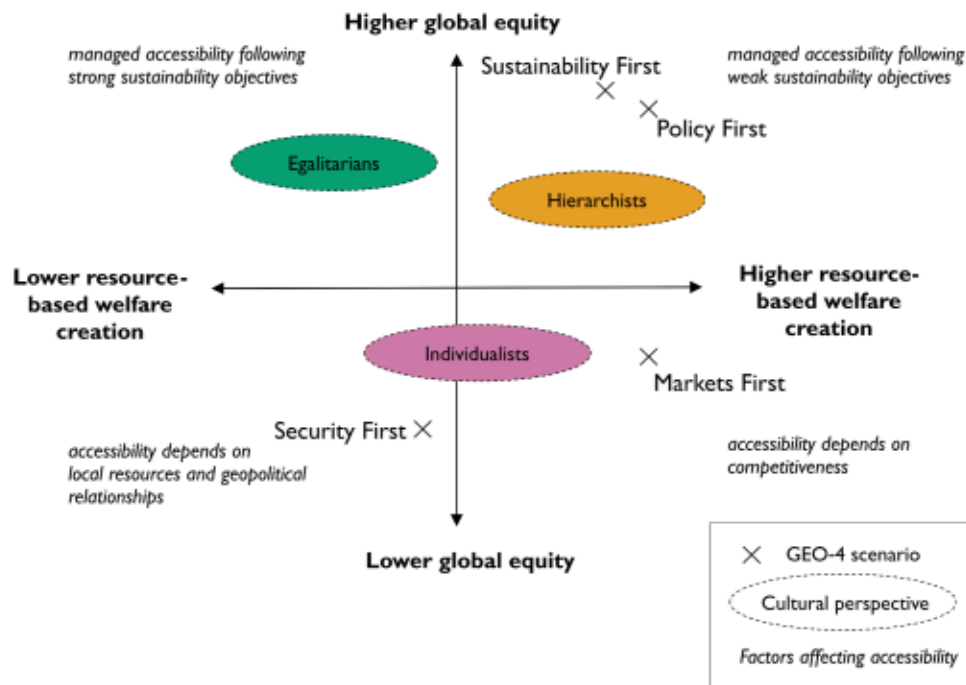 Higher global equity
managed accessibility following
strong sustainability objectives
managed accessibility following
weak sustainability objectives
Sustainability First
Policy First
Egalitarians
Hierarchists
Lower resource-
based welfare
creation
Higher resource-
based welfare
creation
Individualists
Markets First
Security First
accessibility depends on
local resources and geopolitical
relationships
accessibility depends on
competitiveness
Lower global equity
GEO-4 scenario
Cultural perspective
Factors affecting accessibility